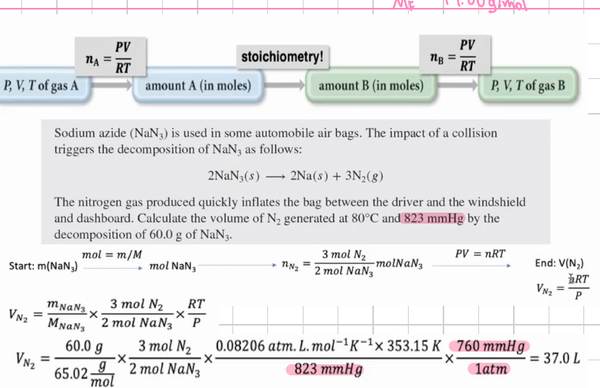 ME 17.00g/mol
n_A = PV/RT stoichiometry! n_B = PV/RT
P, V, T of gas A amount A (in moles) amount B (in moles) P, V, T of gas B
Sodium azide (NaN₃) is used in some automobile air bags. The impact of a collision
triggers the decomposition of NaN₃ as follows:
2NaN₃(s) ⟶ 2Na(s) + 3N₂(g)
The nitrogen gas produced quickly inflates the bag between the driver and the windshield
and dashboard. Calculate the volume of N₂ generated at 80°C and 823 mmHg by the
decomposition of 60.0 g of NaN₃.
mol = m/M PV = nRT
Start: m(NaN₃) mol NaN₃ n_N₂ = 3 mol N₂/2 mol NaN₃ molNaN₃ End: V(N₂)
V_N₂ = nRT/P
V_N₂ = m_NaN₃/M_NaN₃ × 3 mol N₂/2 mol NaN₃ × RT/P
V_N₂ = 60.0 g/65.02 g/mol × 3 mol N₂/2 mol NaN₃ × 0.08206 atm.L.mol⁻¹K⁻¹× 353.15 K/823 mmHg × 760 mmHg/1atm = 37.0 L